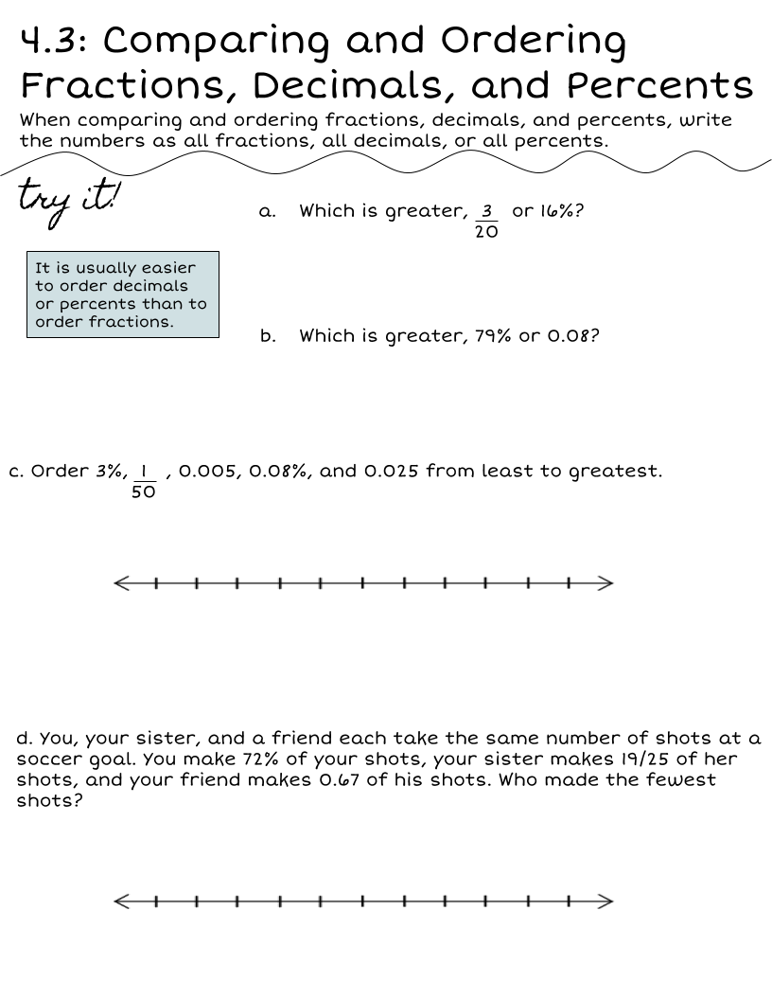 4.3: Comparing and Ordering
Fractions, Decimals, and Percents
When comparing and ordering fractions, decimals, and percents, write
the numbers as all fractions, all decimals, or all percents.
try it!
a. Which is greater, 3/20 or 16%?
It is usually easier
to order decimals
or percents than to
order fractions.
b. Which is greater, 79% or 0.08?
c. Order 3%, 1/50 , 0.005, 0.08%, and 0.025 from least to greatest.
d. You, your sister, and a friend each take the same number of shots at a
soccer goal. You make 72% of your shots, your sister makes 19/25 of her
shots, and your friend makes 0.67 of his shots. Who made the fewest
shots?